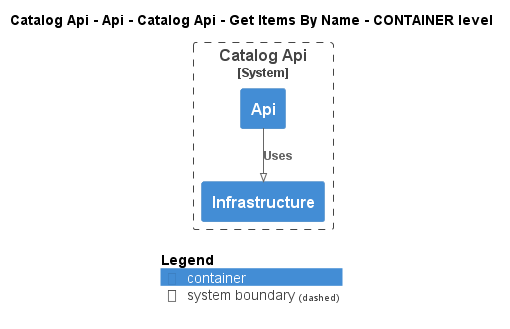 Catalog Api - Api - Catalog Api - Get Items By Name - CONTAINER level
Catalog Api
[System]
Api
Uses
Infrastructure
Legend
container
system boundary (dashed)